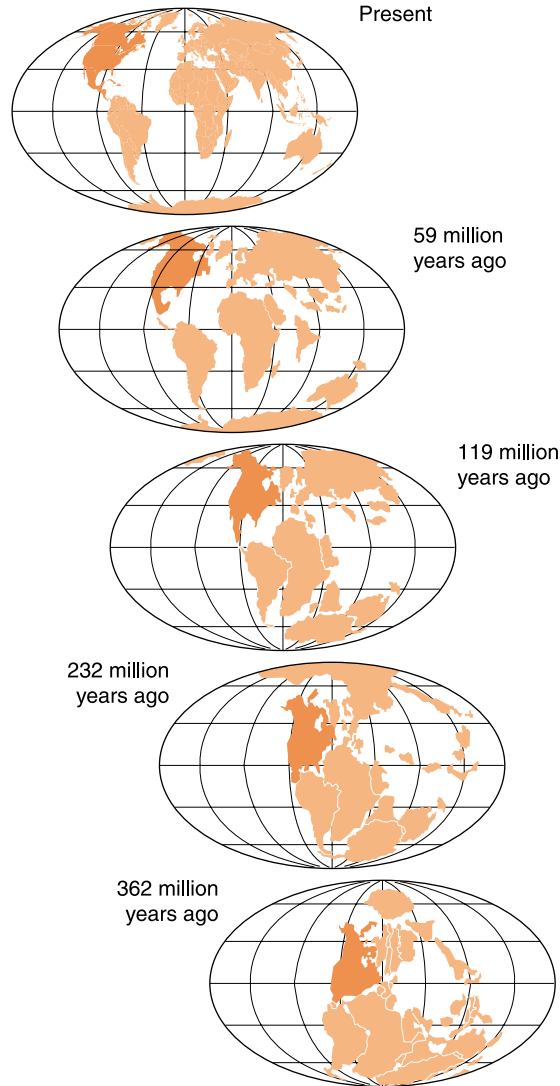 Present
59 million
years ago
119 million
years ago
232 million
years ago
362 million
years ago